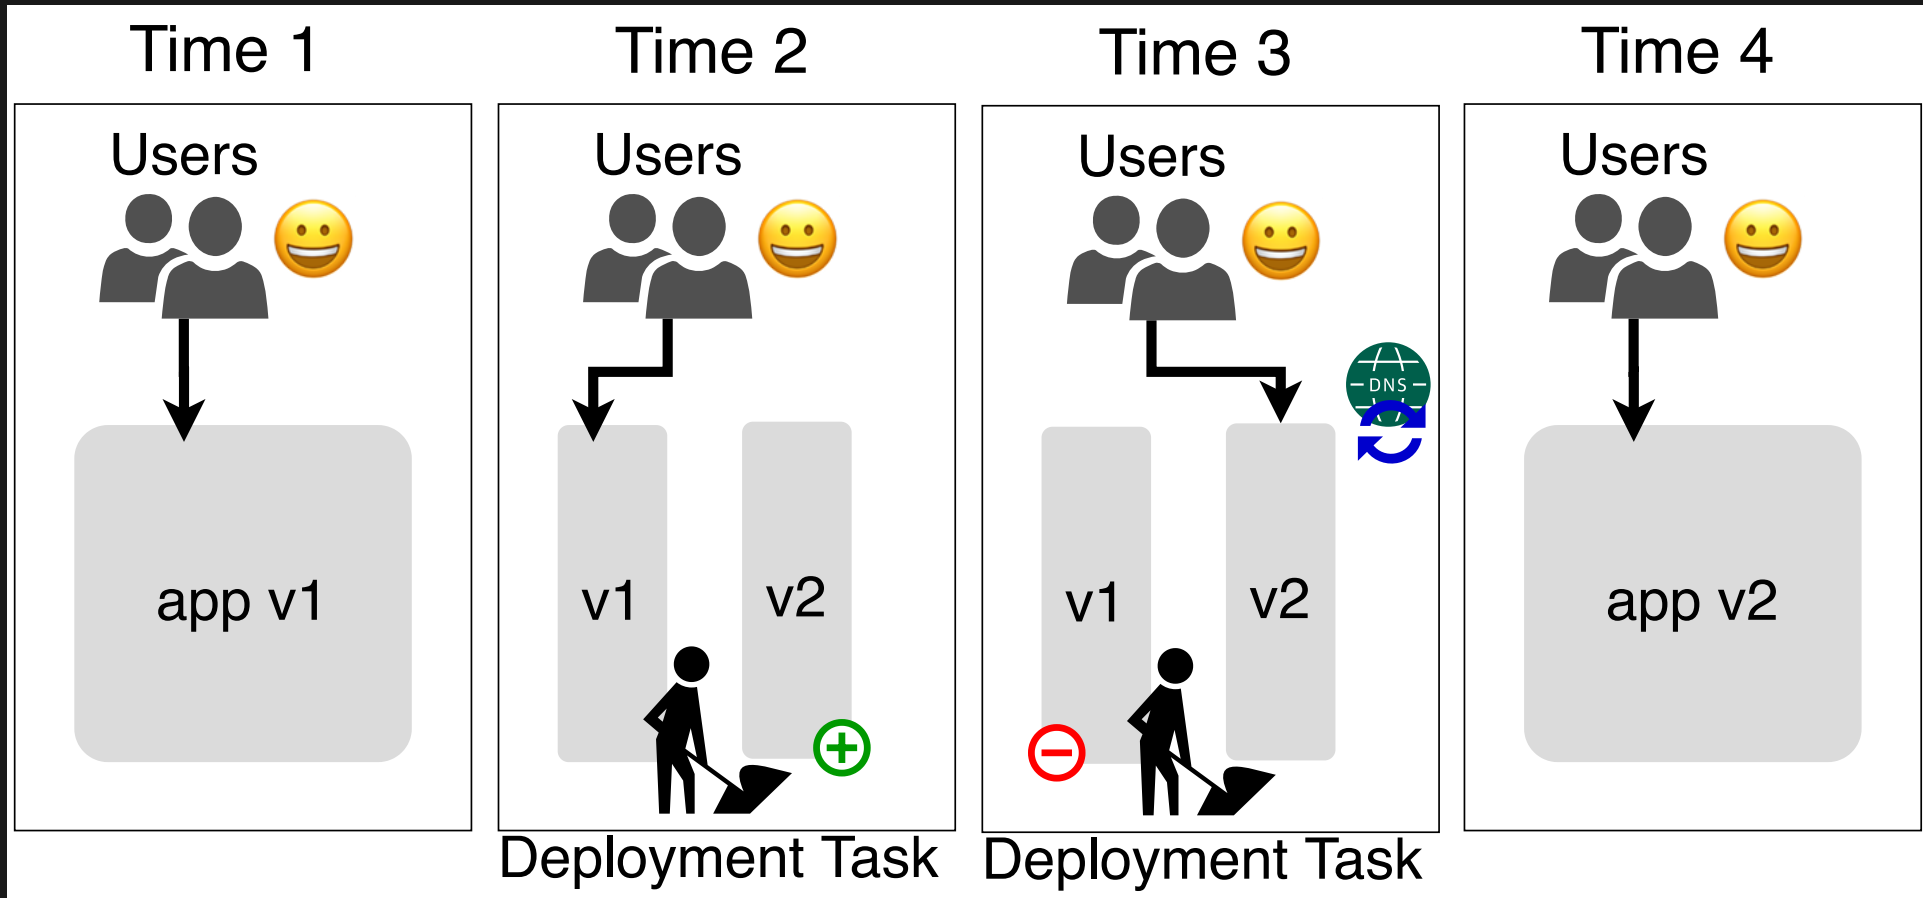 Time 1
Users
app v1
Time 2
Users
v1
v2
Deployment Task
Time 3
Users
DNS
v1
v2
Deployment Task
Time 4
Users
app v2